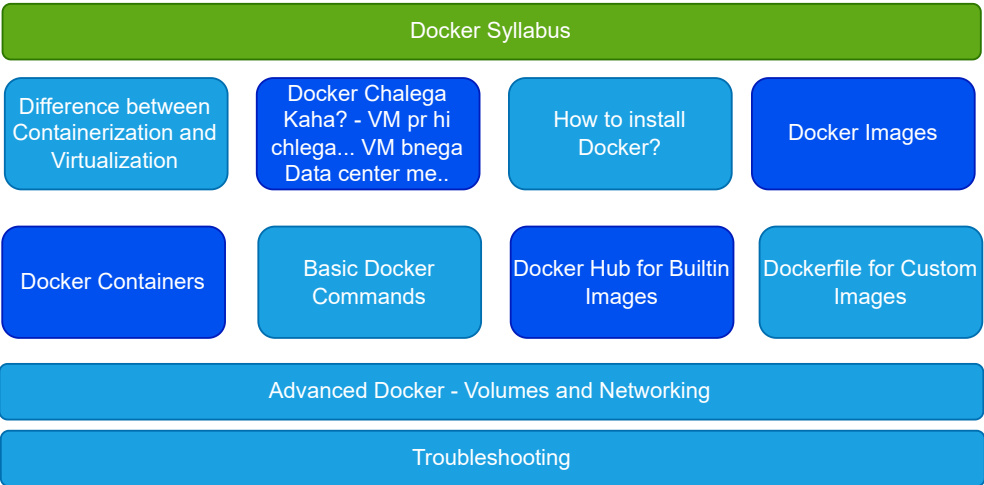 Docker Syllabus
Difference between
Containerization and
Virtualization
Docker Chalega
Kaha? - VM pr hi
chlega... VM bnega
Data center me..
How to install
Docker?
Docker Images
Docker Containers
Basic Docker
Commands
Docker Hub for Builtin
Images
Dockerfile for Custom
Images
Advanced Docker - Volumes and Networking
Troubleshooting